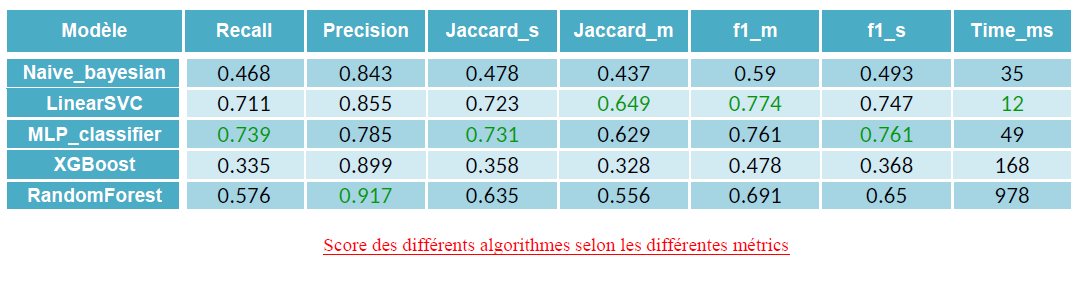 Modèle Recall Precision Jaccard_s Jaccard_m f1_m f1_s Time_ms
Naive_bayesian 0.468 0.843 0.478 0.437 0.59 0.493 35
LinearSVC 0.711 0.855 0.723 0.649 0.774 0.747 12
MLP_classifier 0.739 0.785 0.731 0.629 0.761 0.761 49
XGBoost 0.335 0.899 0.358 0.328 0.478 0.368 168
RandomForest 0.576 0.917 0.635 0.556 0.691 0.65 978
Score des différents algorithmes selon les différentes métrics